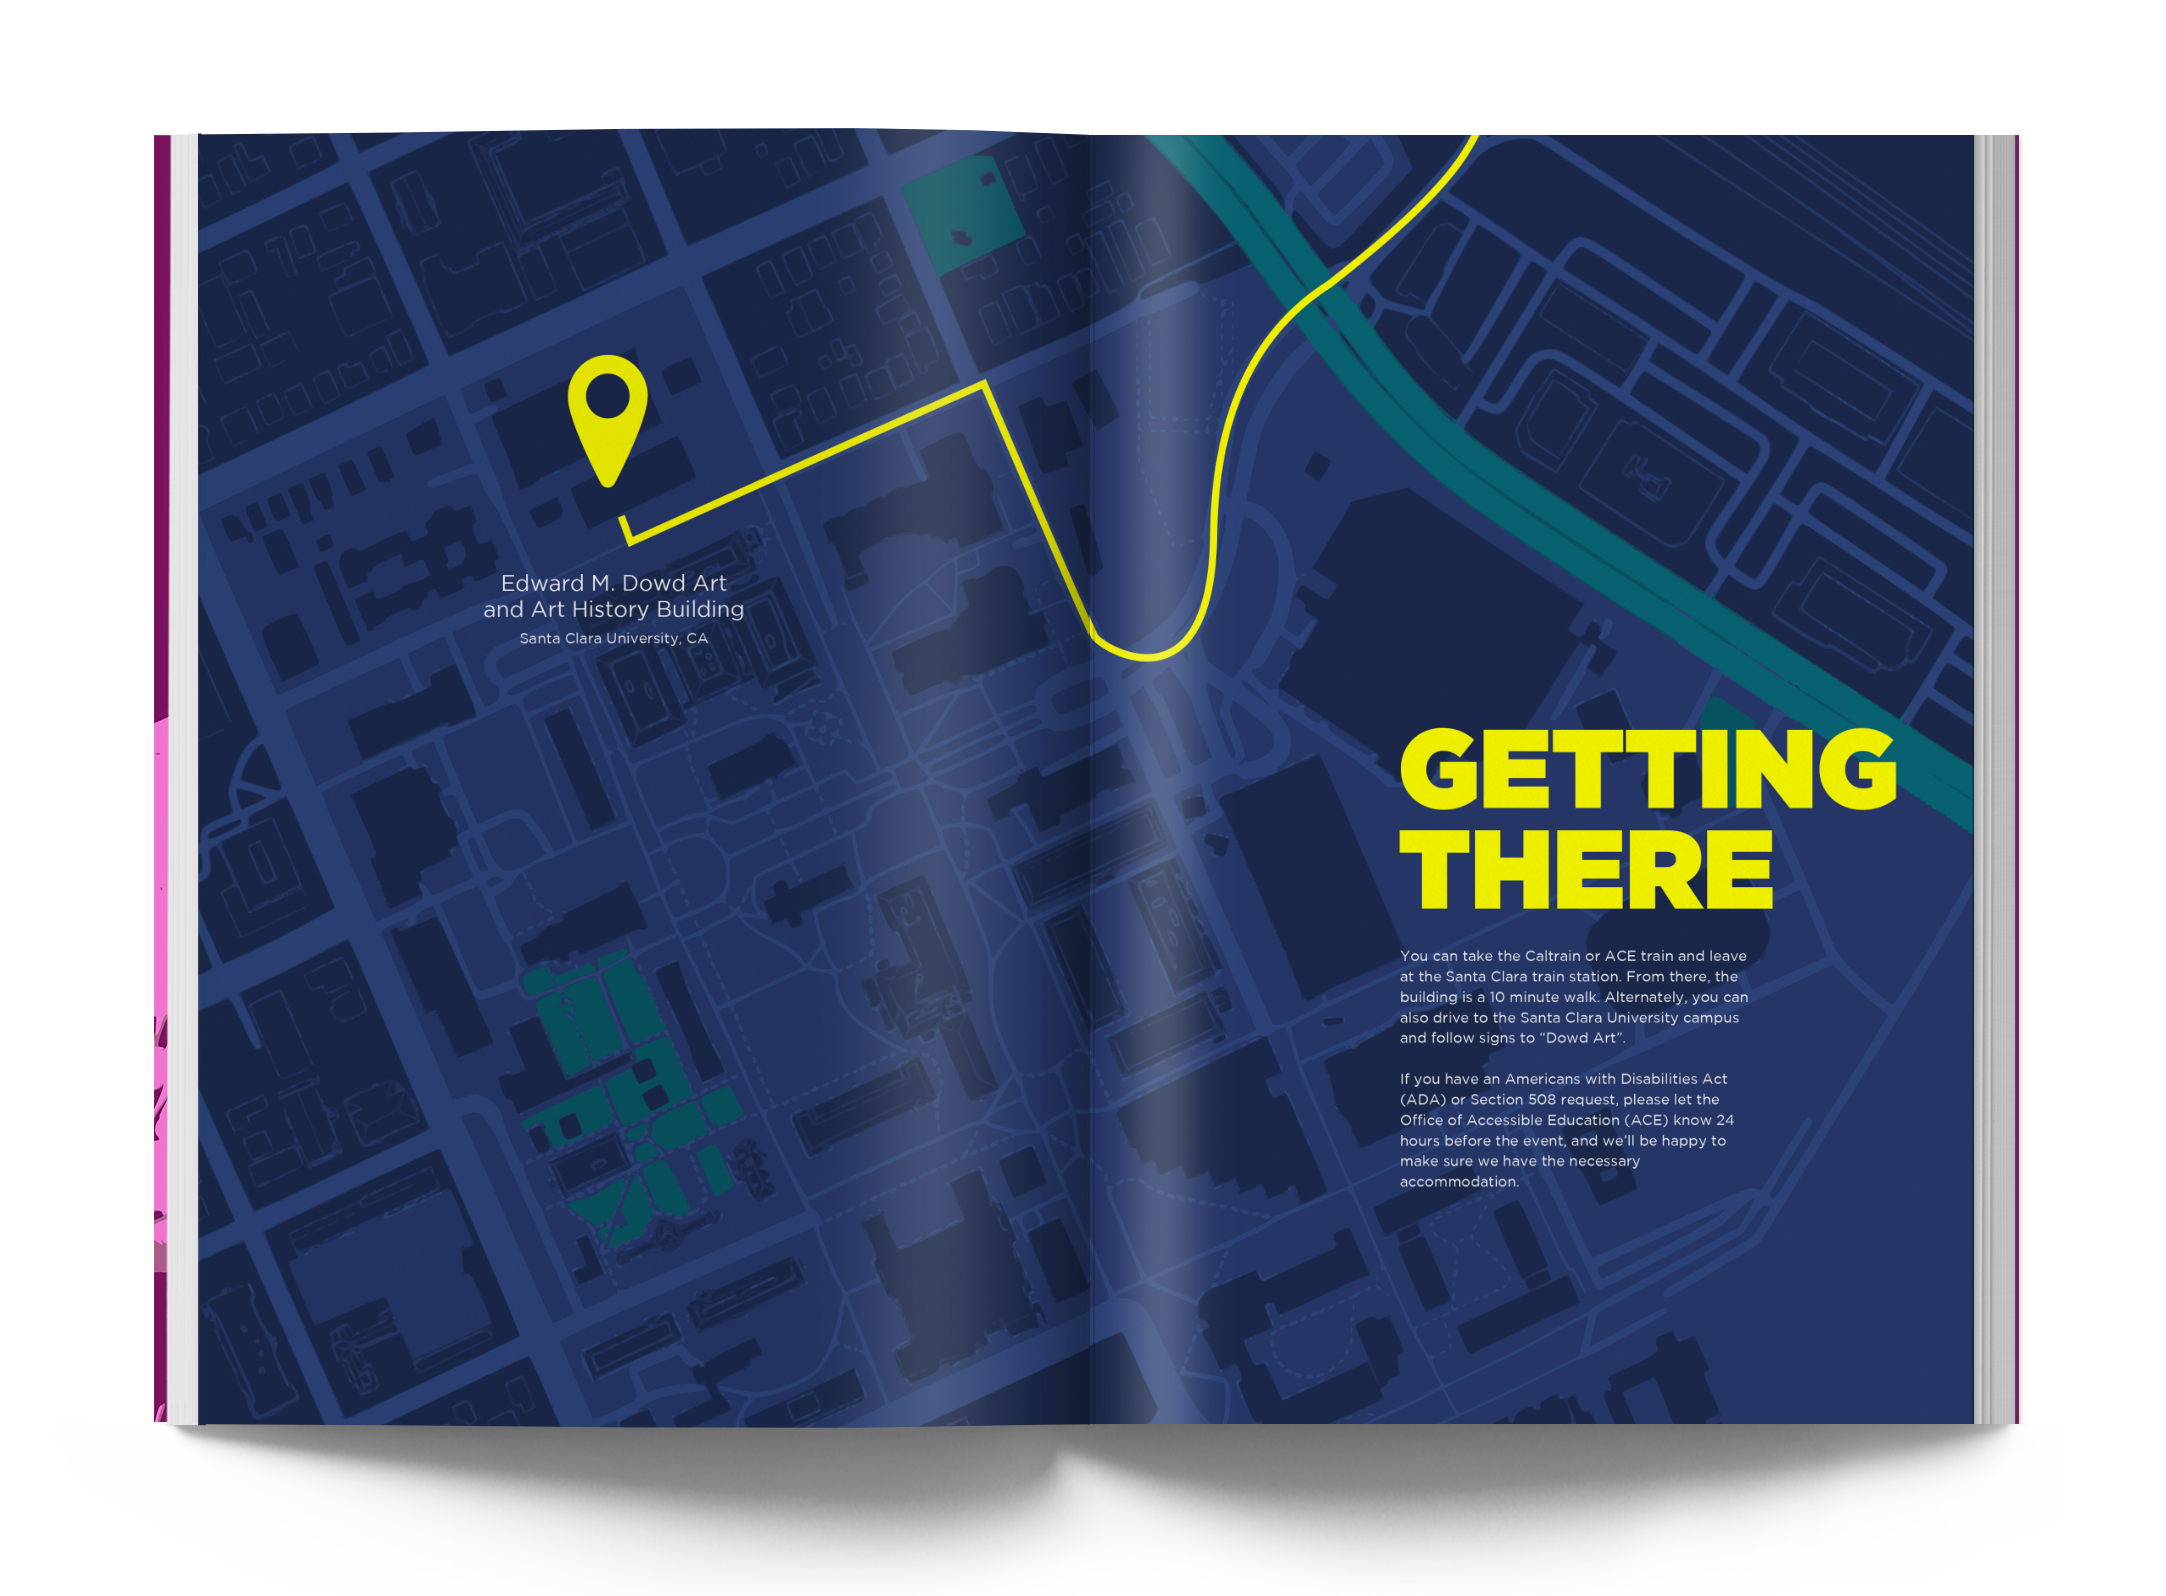 Edward M. Dowd Art
and Art History Building
Santa Clara University, CA
GETTING
THERE
You can take the Caltrain or ACE train and leave
at the Santa Clara train station. From there, the
building is a 10 minute walk. Alternately, you can
also drive to the Santa Clara University campus
and follow signs to “Dowd Art”.
If you have an Americans with Disabilities Act
(ADA) or Section 508 request, please let the
Office of Accessible Education (ACE) know 24
hours before the event, and we’ll be happy to
make sure we have the necessary
accommodation.